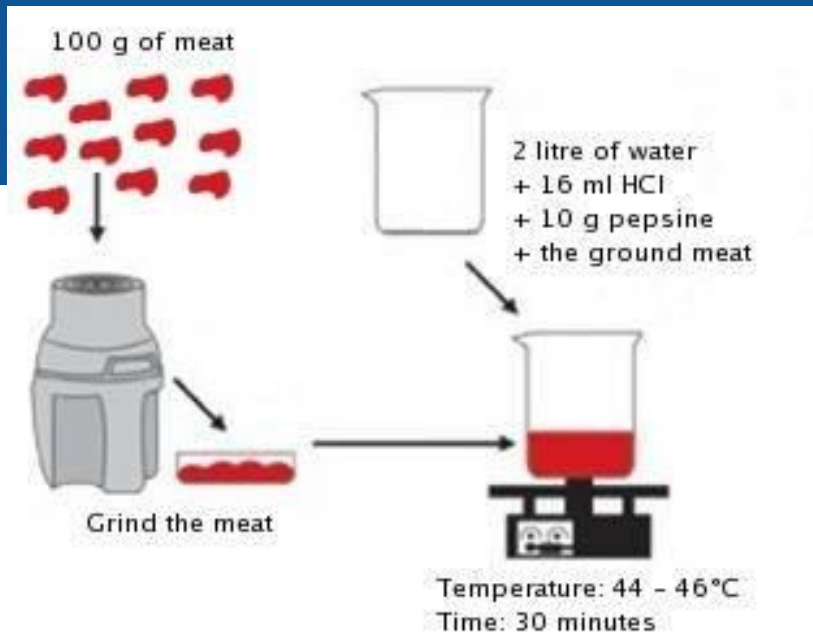 100 g of meat
2 litre of water
+ 16 ml HCl
+ 10 g pepsine
+ the ground meat
Grind the meat
Temperature: 44 – 46°C
Time: 30 minutes